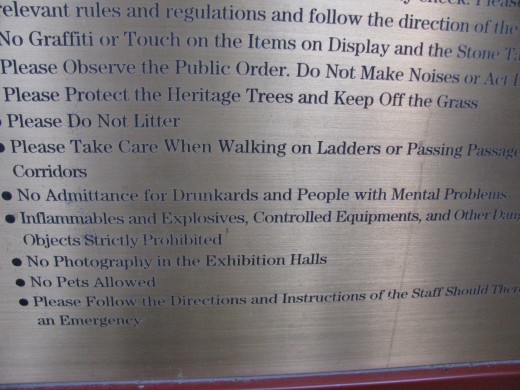 check. Please
relevant rules and regulations and follow the direction of the
No Graffiti or Touch on the Items on Display and the Stone
Please Observe the Public Order. Do Not Make Noises or Act
Please Protect the Heritage Trees and Keep Off the Grass
Please Do Not Litter
● Please Take Care When Walking on Ladders or Passing Passage
Corridors
● No Admittance for Drunkards and People with Mental Problems
● Inflammables and Explosives, Controlled Equipments, and Other
Objects Strictly Prohibited
● No Photography in the Exhibition Halls
● No Pets Allowed
● Please Follow the Directions and Instructions of the Staff Should
an Emergency